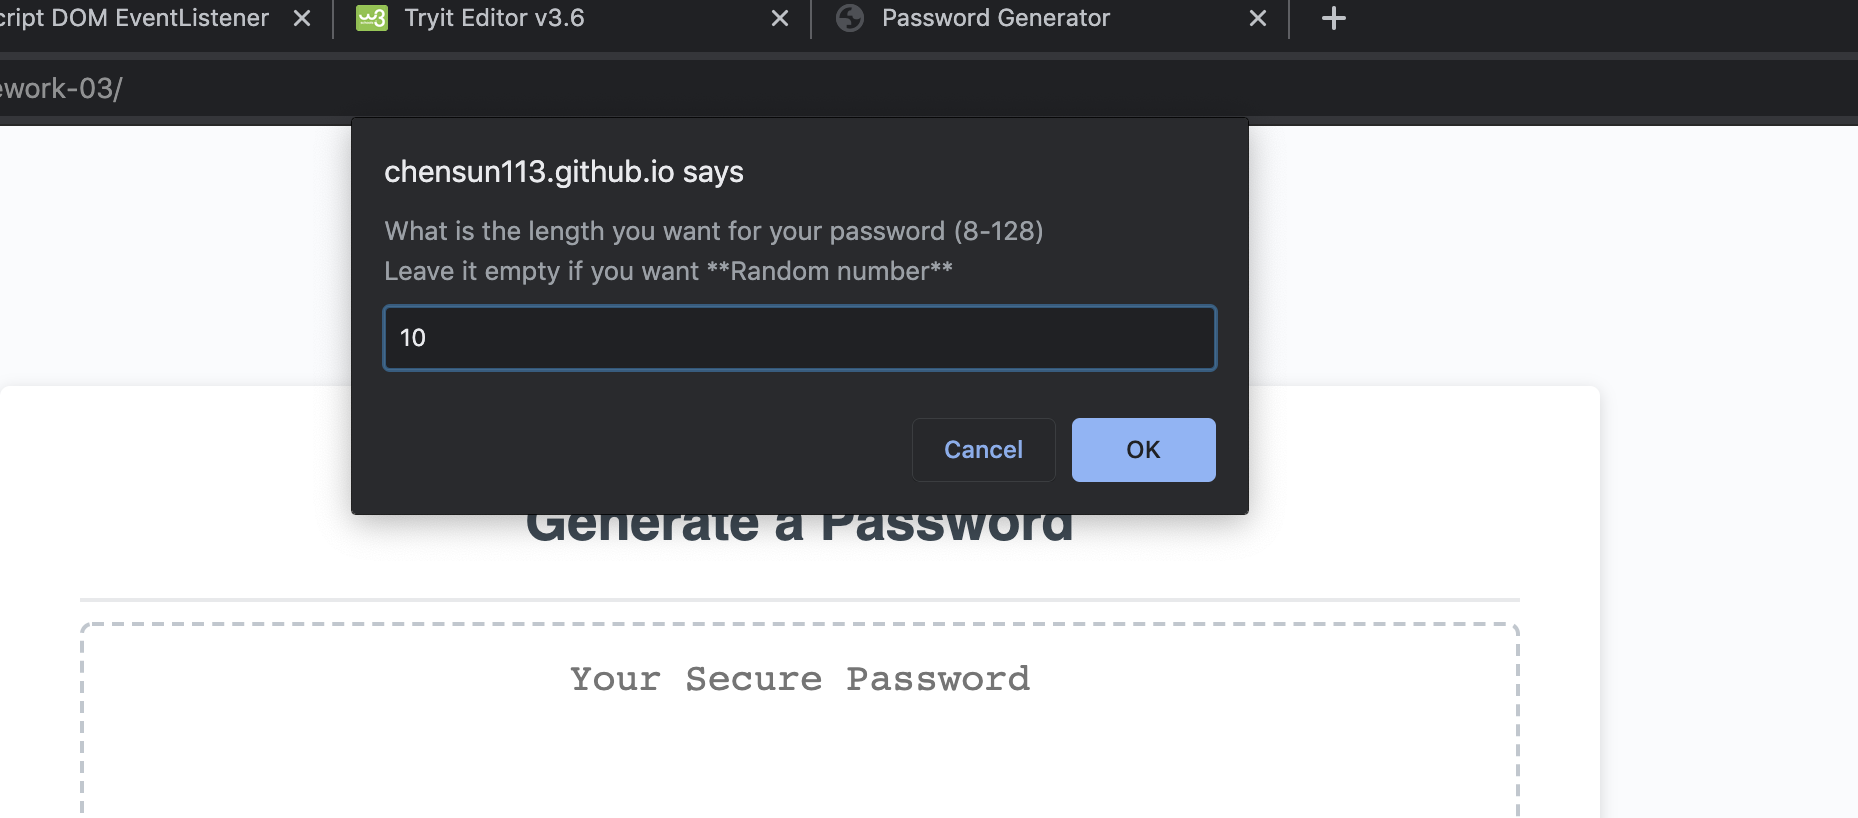 cript DOM EventListener
w3 Tryit Editor v3.6
Password Generator
ework-03/
chensun113.github.io says
What is the length you want for your password (8-128)
Leave it empty if you want **Random number**
10
Cancel
OK
Generate a Password
Your Secure Password